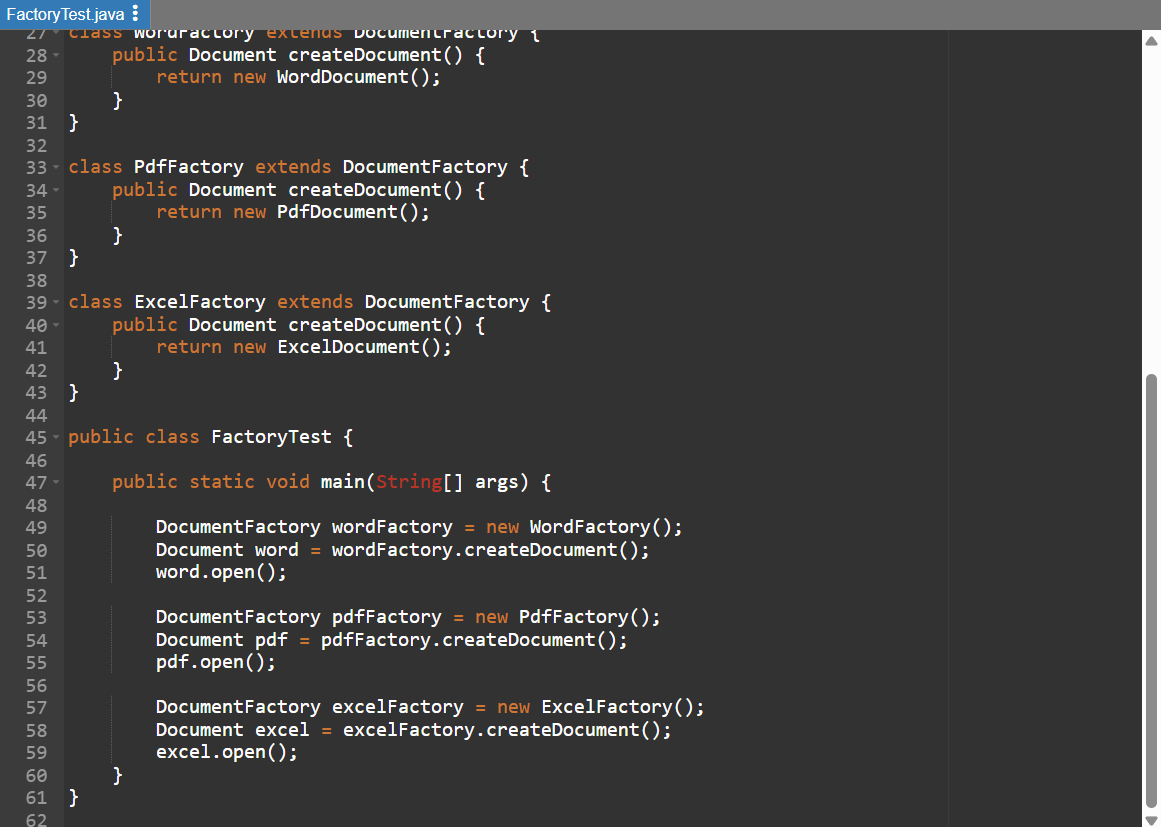 FactoryTest.java
27 class WordFactory extends DocumentFactory {
28     public Document createDocument() {
29         return new WordDocument();
30     }
31 }
32
33 class PdfFactory extends DocumentFactory {
34     public Document createDocument() {
35         return new PdfDocument();
36     }
37 }
38
39 class ExcelFactory extends DocumentFactory {
40     public Document createDocument() {
41         return new ExcelDocument();
42     }
43 }
44
45 public class FactoryTest {
46
47     public static void main(String[] args) {
48
49         DocumentFactory wordFactory = new WordFactory();
50         Document word = wordFactory.createDocument();
51         word.open();
52
53         DocumentFactory pdfFactory = new PdfFactory();
54         Document pdf = pdfFactory.createDocument();
55         pdf.open();
56
57         DocumentFactory excelFactory = new ExcelFactory();
58         Document excel = excelFactory.createDocument();
59         excel.open();
60     }
61 }
62